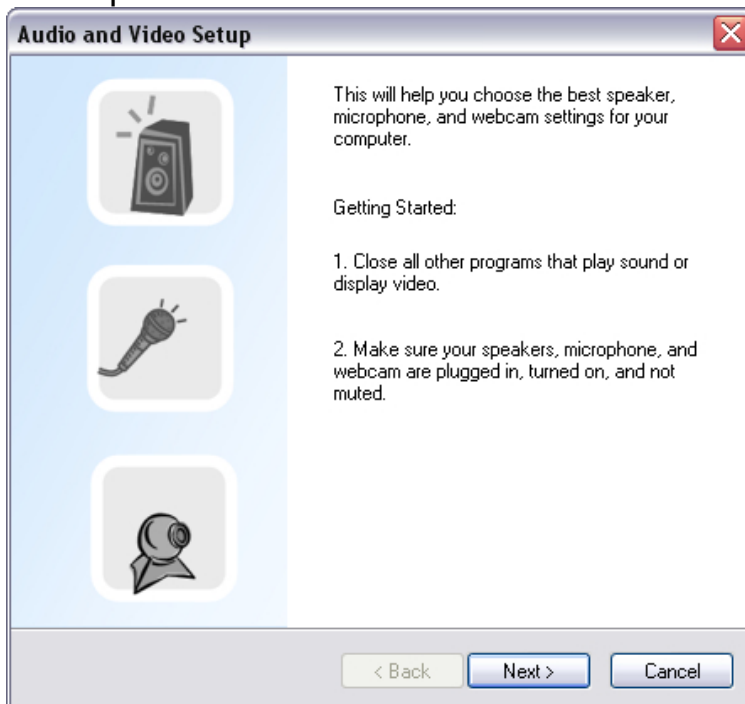 Audio and Video Setup
This will help you choose the best speaker,
microphone, and webcam settings for your
computer.
Getting Started:
1. Close all other programs that play sound or
display video.
2. Make sure your speakers, microphone, and
webcam are plugged in, turned on, and not
muted.
< Back
Next >
Cancel